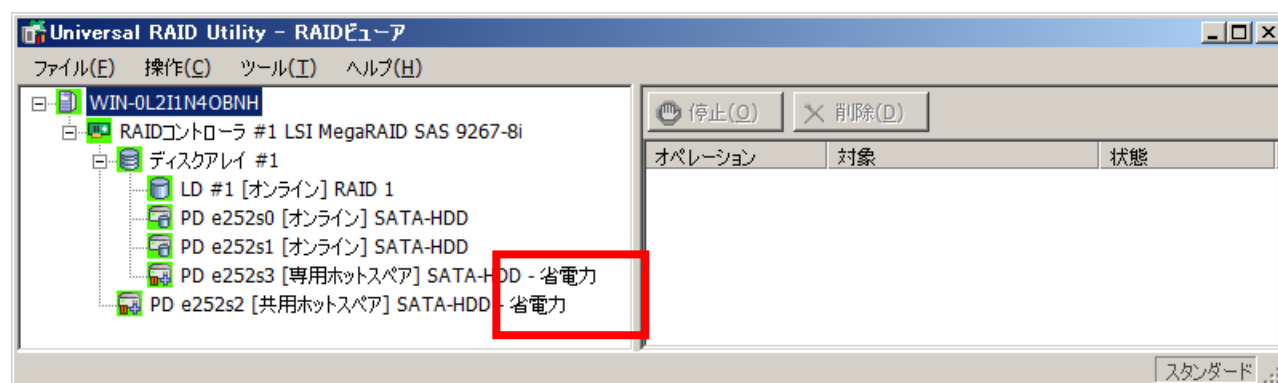 Universal RAID Utility - RAIDビューア
ファイル(F) 操作(C) ツール(T) ヘルプ(H)
WIN-0L2I1N4OBNH
RAIDコントローラ #1 LSI MegaRAID SAS 9267-8i
ディスクアレイ #1
LD #1 [オンライン] RAID 1
PD e252s0 [オンライン] SATA-HDD
PD e252s1 [オンライン] SATA-HDD
PD e252s3 [専用ホットスペア] SATA-HDD - 省電力
PD e252s2 [共用ホットスペア] SATA-HDD - 省電力
停止(O) 削除(D)
オペレーション 対象 状態
スタンダード